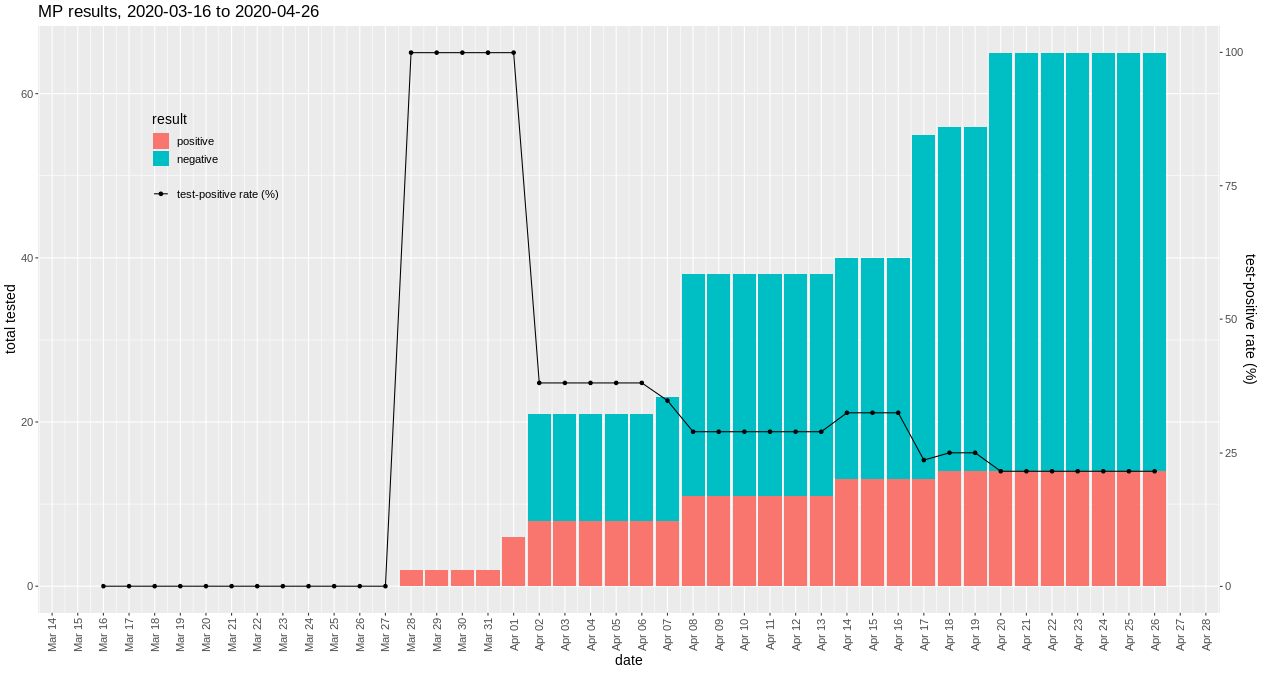 MP results, 2020-03-16 to 2020-04-26
total tested
60
40
20
0
result
positive
negative
test-positive rate (%)
100
75
50
25
0
test-positive rate (%)
Mar 14
Mar 15
Mar 16
Mar 17
Mar 18
Mar 19
Mar 20
Mar 21
Mar 22
Mar 23
Mar 24
Mar 25
Mar 26
Mar 27
Mar 28
Mar 29
Mar 30
Mar 31
Apr 01
Apr 02
Apr 03
Apr 04
Apr 05
Apr 06
Apr 07
Apr 08
Apr 09
Apr 10
Apr 11
Apr 12
Apr 13
Apr 14
Apr 15
Apr 16
Apr 17
Apr 18
Apr 19
Apr 20
Apr 21
Apr 22
Apr 23
Apr 24
Apr 25
Apr 26
Apr 27
Apr 28
date